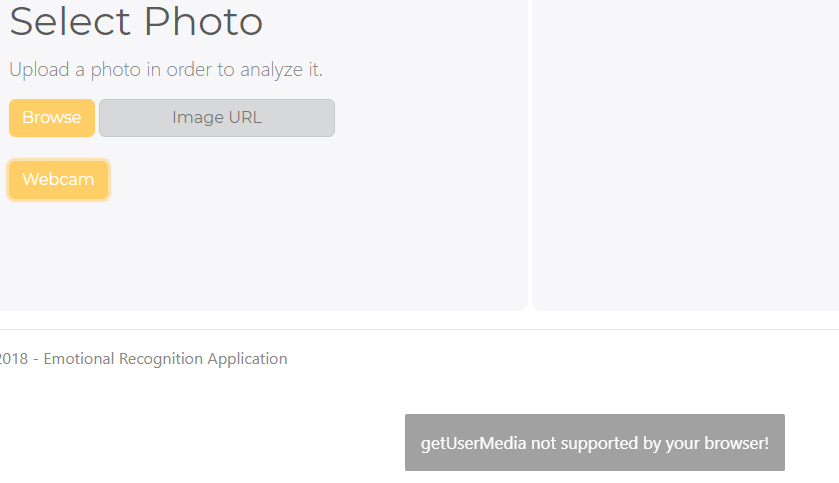 Select Photo
Upload a photo in order to analyze it.
Browse
Image URL
Webcam
2018 - Emotional Recognition Application
getUserMedia not supported by your browser!